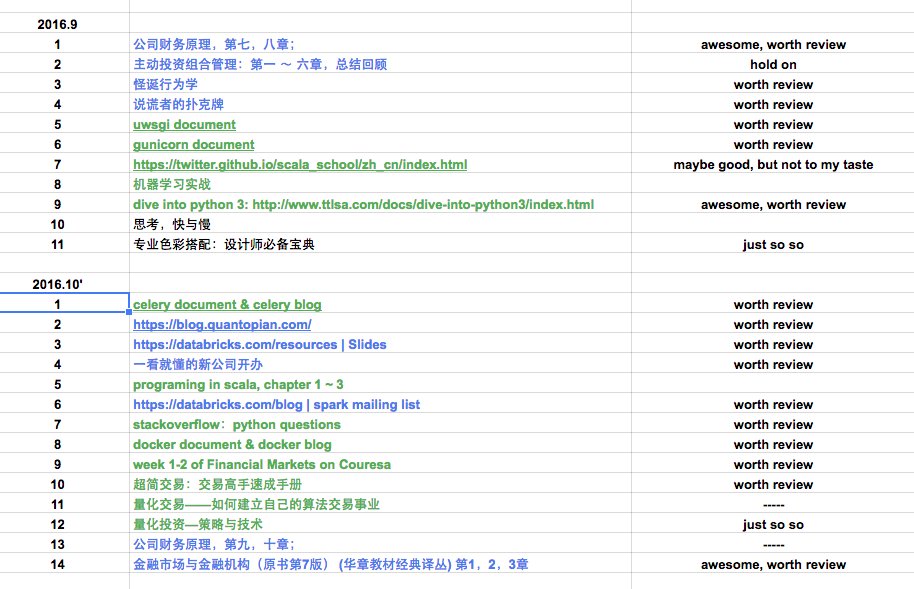 2016.9
1 公司财务原理，第七，八章； awesome, worth review
2 主动投资组合管理：第一 ～ 六章，总结回顾 hold on
3 怪诞行为学 worth review
4 说谎者的扑克牌 worth review
5 uwsgi document worth review
6 gunicorn document worth review
7 https://twitter.github.io/scala_school/zh_cn/index.html maybe good, but not to my taste
8 机器学习实战
9 dive into python 3: http://www.ttlsa.com/docs/dive-into-python3/index.html awesome, worth review
10 思考，快与慢
11 专业色彩搭配：设计师必备宝典 just so so
2016.10'
1 celery document & celery blog worth review
2 https://blog.quantopian.com/ worth review
3 https://databricks.com/resources | Slides worth review
4 一看就懂的新公司开办 worth review
5 programing in scala, chapter 1 ~ 3
6 https://databricks.com/blog | spark mailing list worth review
7 stackoverflow：python questions worth review
8 docker document & docker blog worth review
9 week 1-2 of Financial Markets on Couresa worth review
10 超简交易：交易高手速成手册 worth review
11 量化交易——如何建立自己的算法交易事业 -----
12 量化投资—策略与技术 just so so
13 公司财务原理，第九，十章； -----
14 金融市场与金融机构（原书第7版） (华章教材经典译丛) 第1，2，3章 awesome, worth review